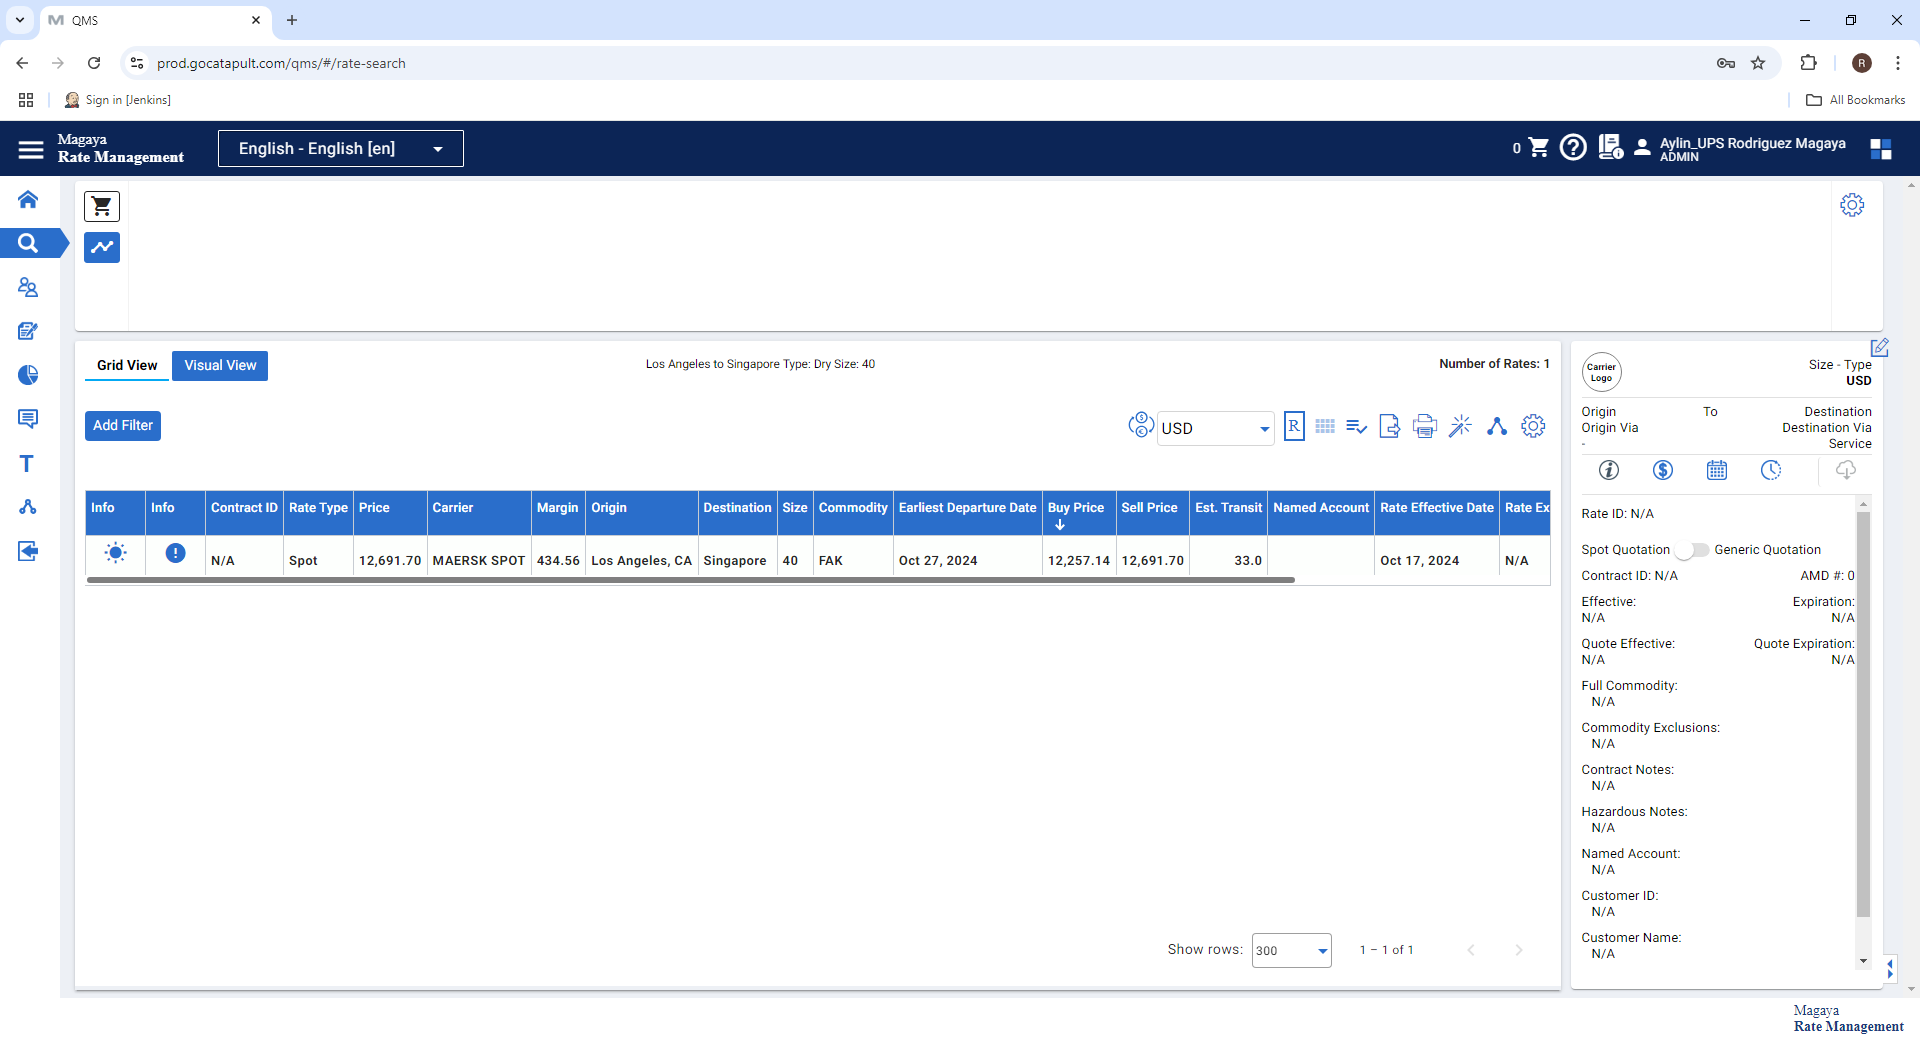 QMS
prod.gocatapult.com/qms/#/rate-search
R
Sign in [Jenkins]
All Bookmarks
Magaya
Rate Management
English - English [en]
0
Aylin_UPS Rodriguez Magaya
ADMIN
Grid View
Visual View
Los Angeles to Singapore Type: Dry Size: 40
Number of Rates: 1
Add Filter
USD
R
Info Info Contract ID Rate Type Price Carrier Margin Origin Destination Size Commodity Earliest Departure Date Buy Price Sell Price Est. Transit Named Account Rate Effective Date Rate Ex
N/A Spot 12,691.70 MAERSK SPOT 434.56 Los Angeles, CA Singapore 40 FAK Oct 27, 2024 12,257.14 12,691.70 33.0 Oct 17, 2024 N/A
Show rows: 300 1 – 1 of 1
Carrier
Logo
Size - Type
USD
Origin To Destination
Origin Via Destination Via
- Service
Rate ID: N/A
Spot Quotation Generic Quotation
Contract ID: N/A AMD #: 0
Effective: Expiration:
N/A N/A
Quote Effective: Quote Expiration:
N/A N/A
Full Commodity:
N/A
Commodity Exclusions:
N/A
Contract Notes:
N/A
Hazardous Notes:
N/A
Named Account:
N/A
Customer ID:
N/A
Customer Name:
N/A
Magaya
Rate Management